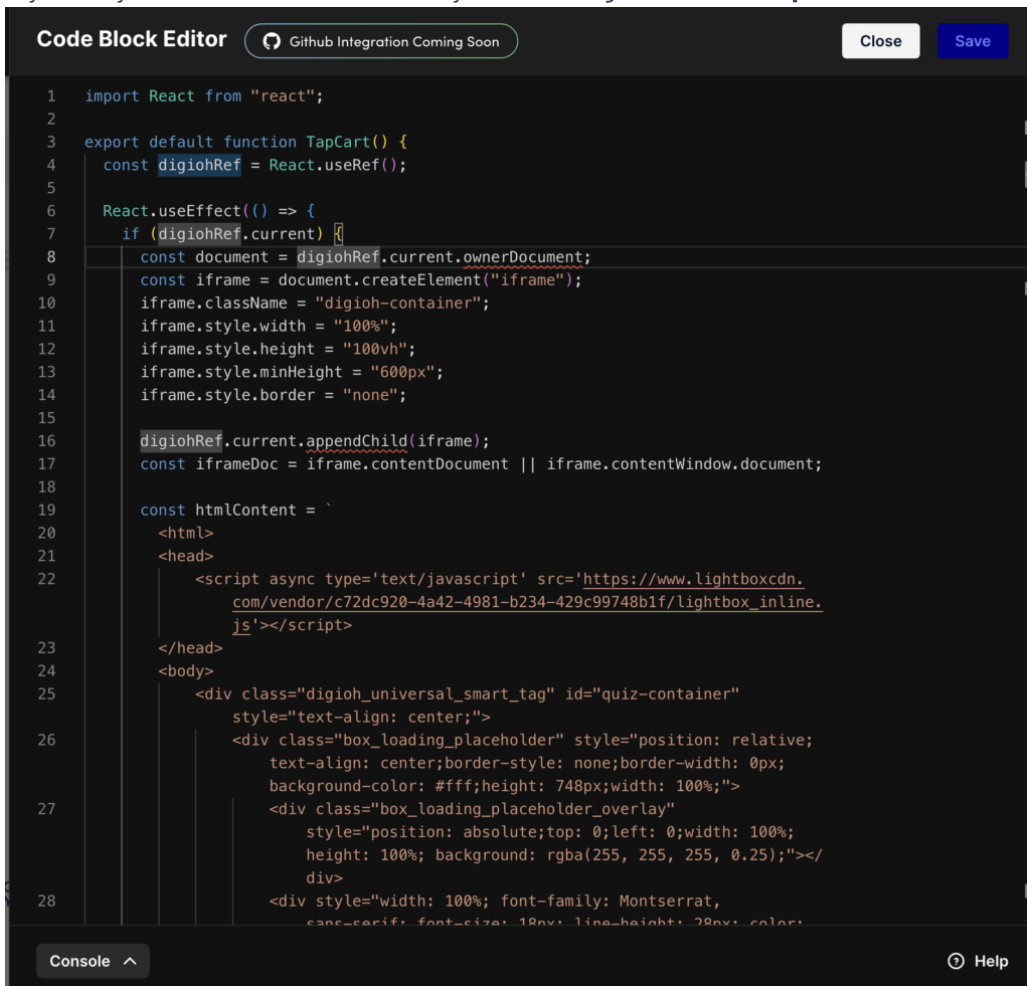 Code Block Editor
Github Integration Coming Soon
Close
Save
1 import React from "react";
2
3 export default function TapCart() {
4 const digiohRef = React.useRef();
5
6 React.useEffect(() => {
7 if (digiohRef.current) {
8 const document = digiohRef.current.ownerDocument;
9 const iframe = document.createElement("iframe");
10 iframe.className = "digioh-container";
11 iframe.style.width = "100%";
12 iframe.style.height = "100vh";
13 iframe.style.minHeight = "600px";
14 iframe.style.border = "none";
15
16 digiohRef.current.appendChild(iframe);
17 const iframeDoc = iframe.contentDocument || iframe.contentWindow.document;
18
19 const htmlContent = `
20 <html>
21 <head>
22 <script async type='text/javascript' src='https://www.lightboxcdn.
com/vendor/c72dc920-4a42-4981-b234-429c99748b1f/lightbox_inline.
js'></script>
23 </head>
24 <body>
25 <div class="digioh_universal_smart_tag" id="quiz-container"
style="text-align: center;">
26 <div class="box_loading_placeholder" style="position: relative;
text-align: center;border-style: none;border-width: 0px;
background-color: #fff;height: 748px;width: 100%;">
27 <div class="box_loading_placeholder_overlay"
style="position: absolute;top: 0;left: 0;width: 100%;
height: 100%; background: rgba(255, 255, 255, 0.25);"></
div>
28 <div style="width: 100%; font-family: Montserrat,
sans-serif; font-size: 18px; line-height: 28px; color:
Console
Help